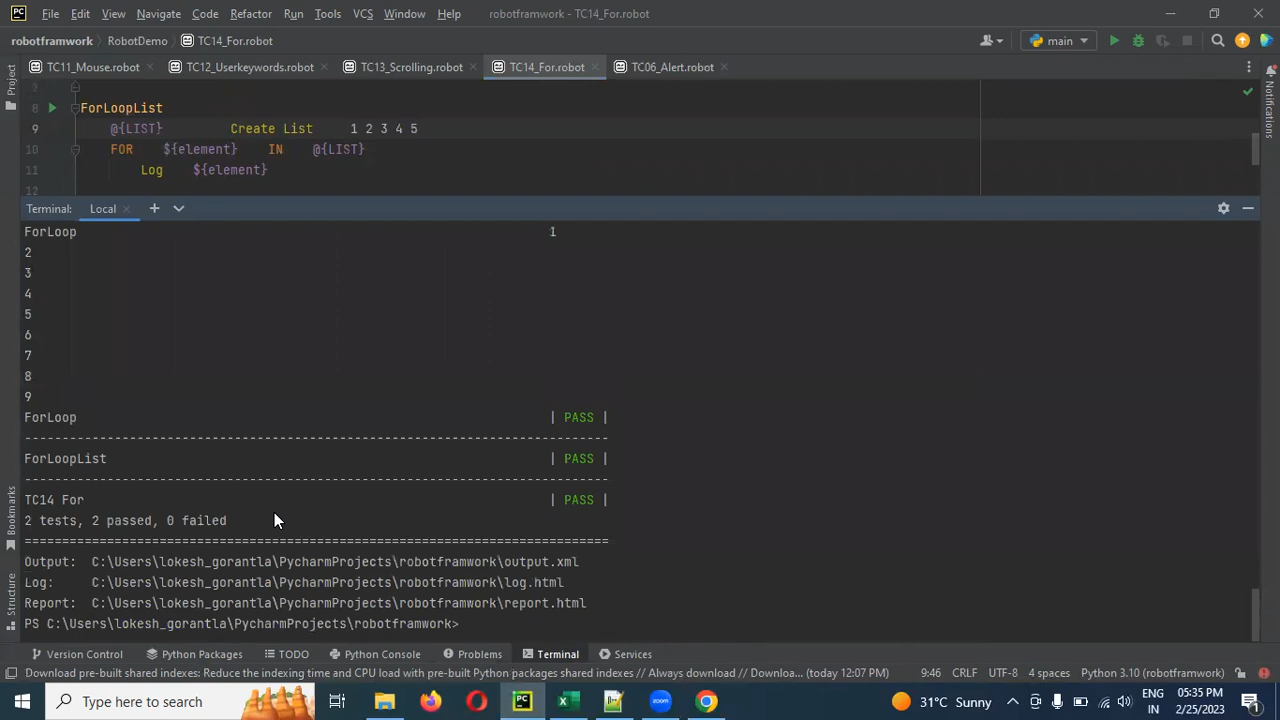 File Edit View Navigate Code Refactor Run Tools VCS Window Help robotframwork - TC14_For.robot
robotframwork RobotDemo TC14_For.robot main
TC11_Mouse.robot TC12_Userkeywords.robot TC13_Scrolling.robot TC14_For.robot TC06_Alert.robot
Project
Notifications
7
8 ForLoopList
9 @{LIST} Create List 1 2 3 4 5
10 FOR ${element} IN @{LIST}
11 Log ${element}
12
Terminal: Local
ForLoop 1
2
3
4
5
6
7
8
9
ForLoop | PASS |
------------------------------------------------------------------------------
ForLoopList | PASS |
------------------------------------------------------------------------------
TC14 For | PASS |
2 tests, 2 passed, 0 failed
==============================================================================
Output: C:\Users\lokesh_gorantla\PycharmProjects\robotframwork\output.xml
Log: C:\Users\lokesh_gorantla\PycharmProjects\robotframwork\log.html
Report: C:\Users\lokesh_gorantla\PycharmProjects\robotframwork\report.html
PS C:\Users\lokesh_gorantla\PycharmProjects\robotframwork>
Bookmarks
Structure
Version Control Python Packages TODO Python Console Problems Terminal Services
Download pre-built shared indexes: Reduce the indexing time and CPU load with pre-built Python packages shared indexes // Always download // Downloa... (today 12:07 PM) 9:46 CRLF UTF-8 4 spaces Python 3.10 (robotframwork)
Type here to search 31°C Sunny ENG IN 05:35 PM 2/25/2023 1